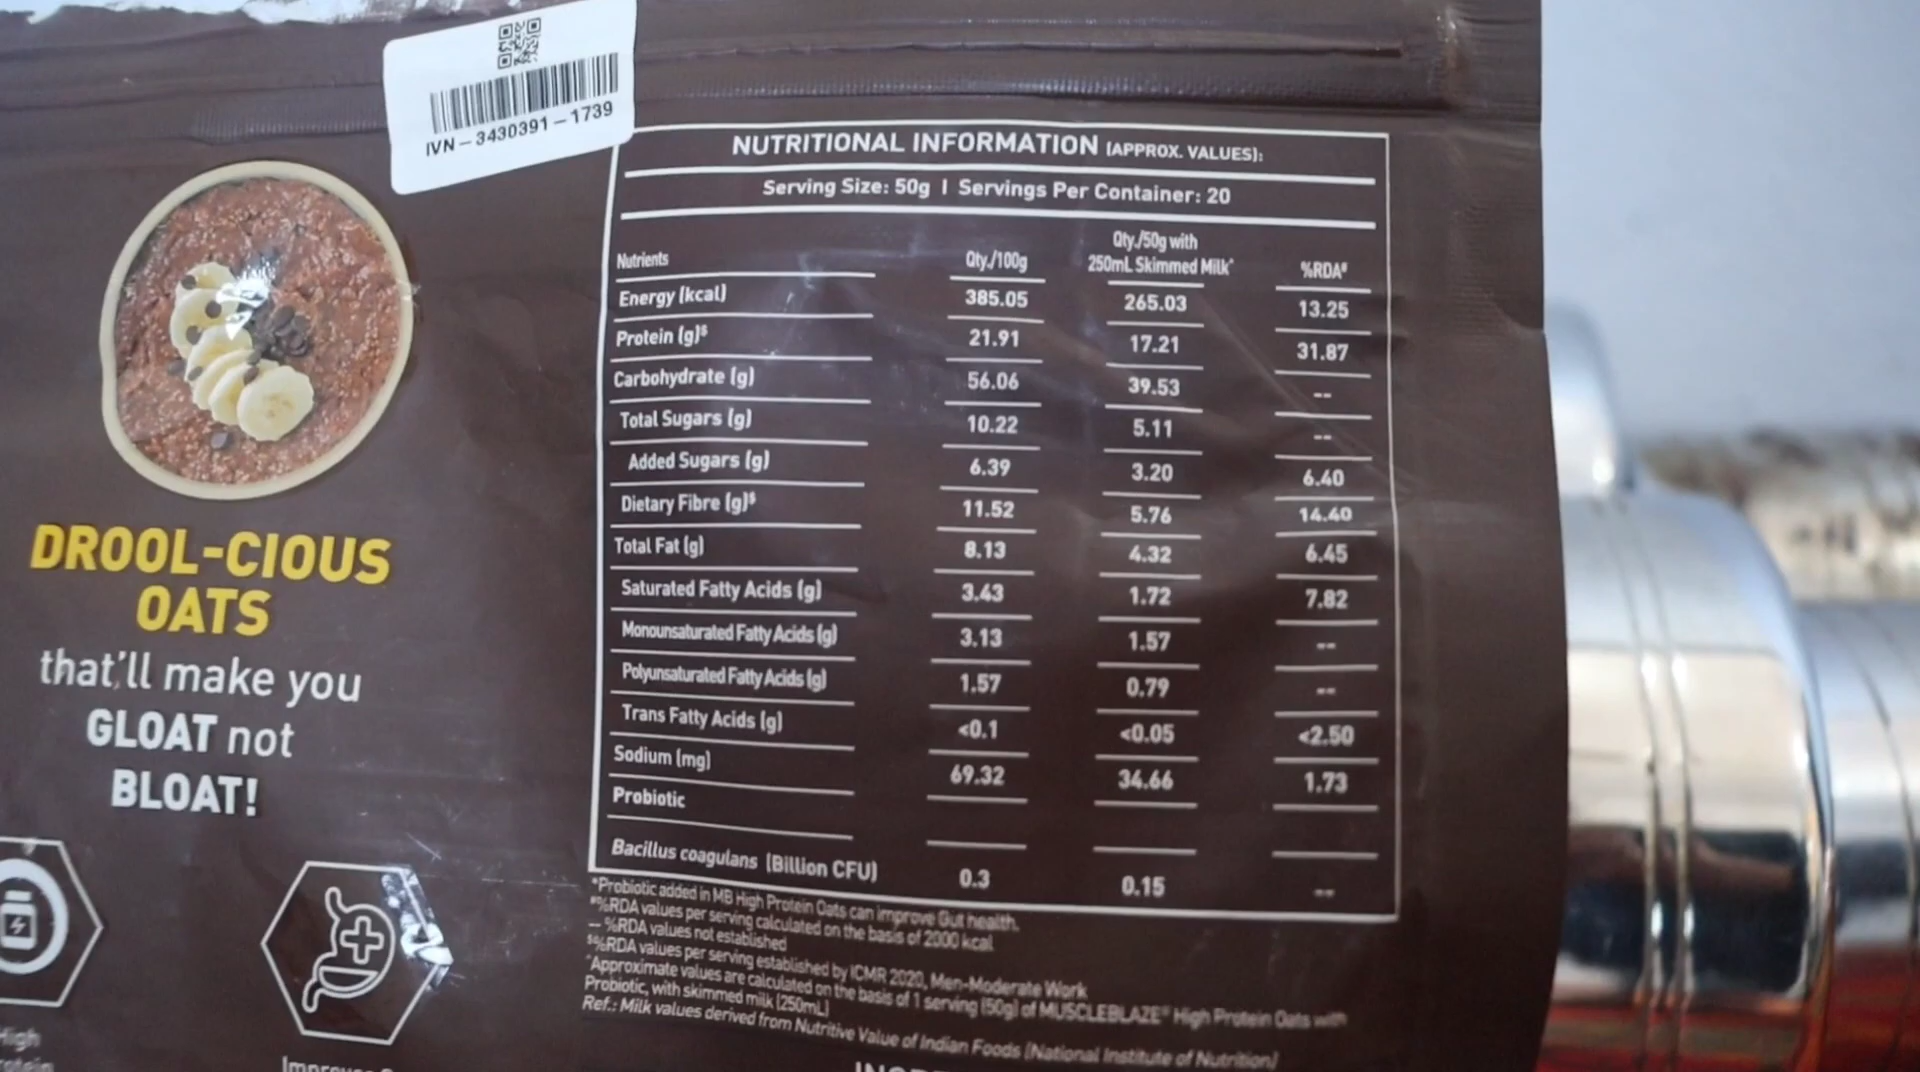 IVN-3430391-1739
DROOL-CIOUS
OATS
that'll make you
GLOAT not
BLOAT!
High
NUTRITIONAL INFORMATION (APPROX. VALUES):
Serving Size: 50g | Servings Per Container: 20
Nutrients Qty./100g Qty./50g with 250mL Skimmed Milk^ %RDA#
Energy (kcal) 385.05 265.03 13.25
Protein (g)$ 21.91 17.21 31.87
Carbohydrate (g) 56.06 39.53 --
Total Sugars (g) 10.22 5.11 --
Added Sugars (g) 6.39 3.20 6.40
Dietary Fibre (g)$ 11.52 5.76 14.40
Total Fat (g) 8.13 4.32 6.45
Saturated Fatty Acids (g) 3.43 1.72 7.82
Monounsaturated Fatty Acids (g) 3.13 1.57 --
Polyunsaturated Fatty Acids (g) 1.57 0.79 --
Trans Fatty Acids (g) <0.1 <0.05 <2.50
Sodium (mg) 69.32 34.66 1.73
Probiotic
Bacillus coagulans (Billion CFU) 0.3 0.15 --
*Probiotic added in MB High Protein Oats can improve Gut health.
#%RDA values per serving calculated on the basis of 2000 kcal
-- %RDA values not established
$%RDA values per serving established by ICMR 2020, Men-Moderate Work
^Approximate values are calculated on the basis of 1 serving (50g) of MUSCLEBLAZE® High Protein Oats with
Probiotic, with skimmed milk (250mL)
Ref.: Milk values derived from Nutritive Value of Indian Foods (National Institute of Nutrition)